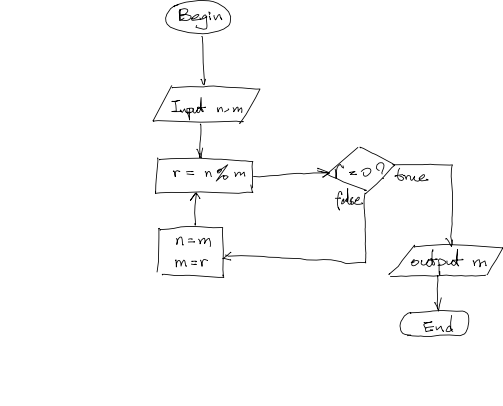 Begin
Input n, m
r = n % m
r = 0?
true
false
n = m
m = r
output m
End